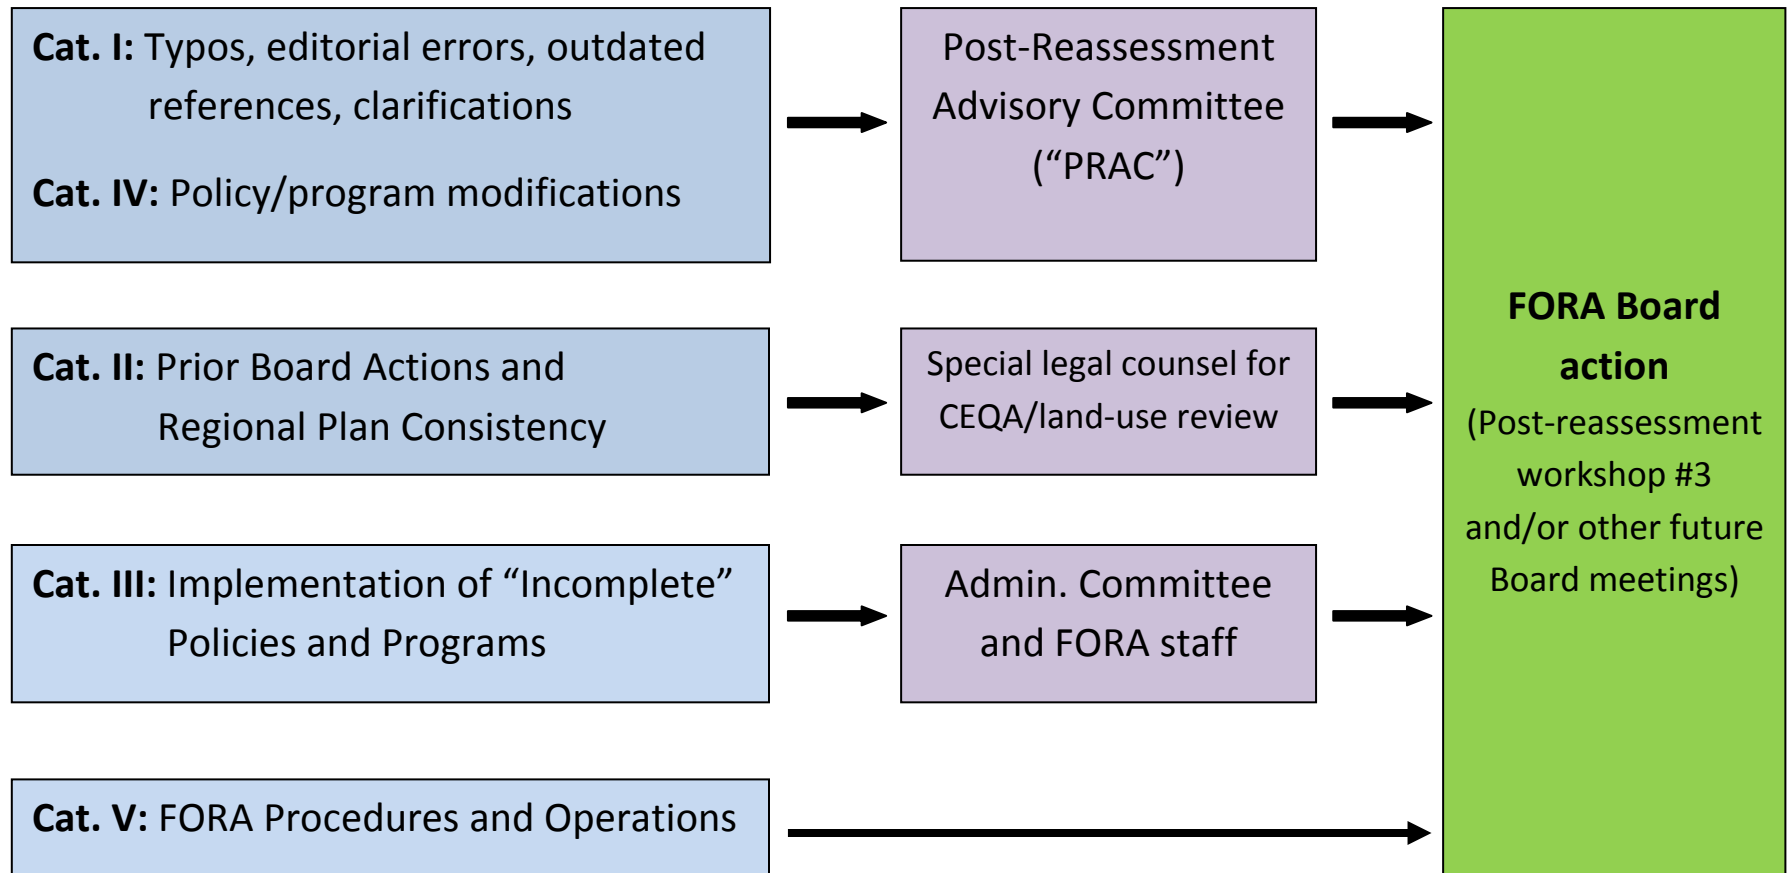 Cat. I: Typos, editorial errors, outdated
references, clarifications
Cat. IV: Policy/program modifications
Post-Reassessment
Advisory Committee
(“PRAC”)
Cat. II: Prior Board Actions and
Regional Plan Consistency
Special legal counsel for
CEQA/land-use review
Cat. III: Implementation of “Incomplete”
Policies and Programs
Admin. Committee
and FORA staff
Cat. V: FORA Procedures and Operations
FORA Board
action
(Post-reassessment
workshop #3
and/or other future
Board meetings)